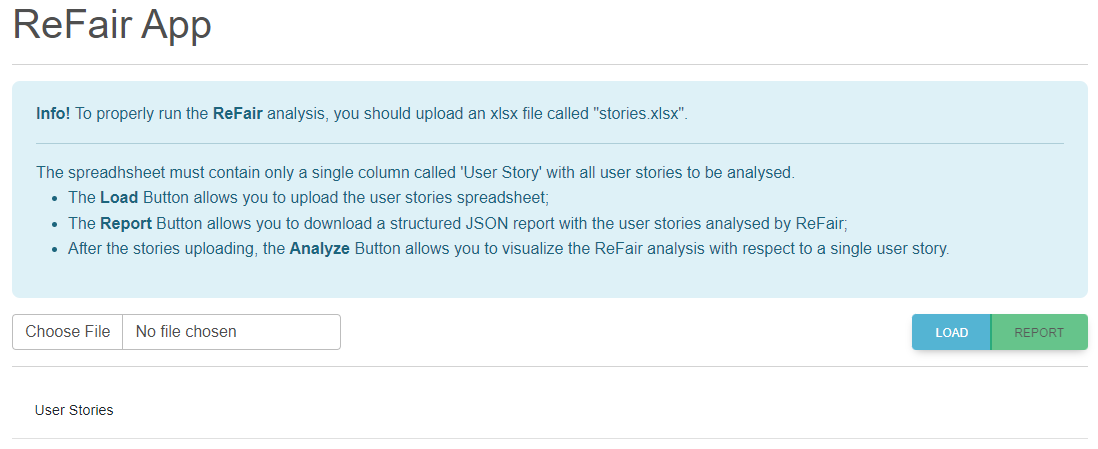 ReFair App
Info! To properly run the ReFair analysis, you should upload an xlsx file called "stories.xlsx".
The spreadhsheet must contain only a single column called 'User Story' with all user stories to be analysed.
• The Load Button allows you to upload the user stories spreadsheet;
• The Report Button allows you to download a structured JSON report with the user stories analysed by ReFair;
• After the stories uploading, the Analyze Button allows you to visualize the ReFair analysis with respect to a single user story.
Choose File No file chosen LOAD REPORT
User Stories